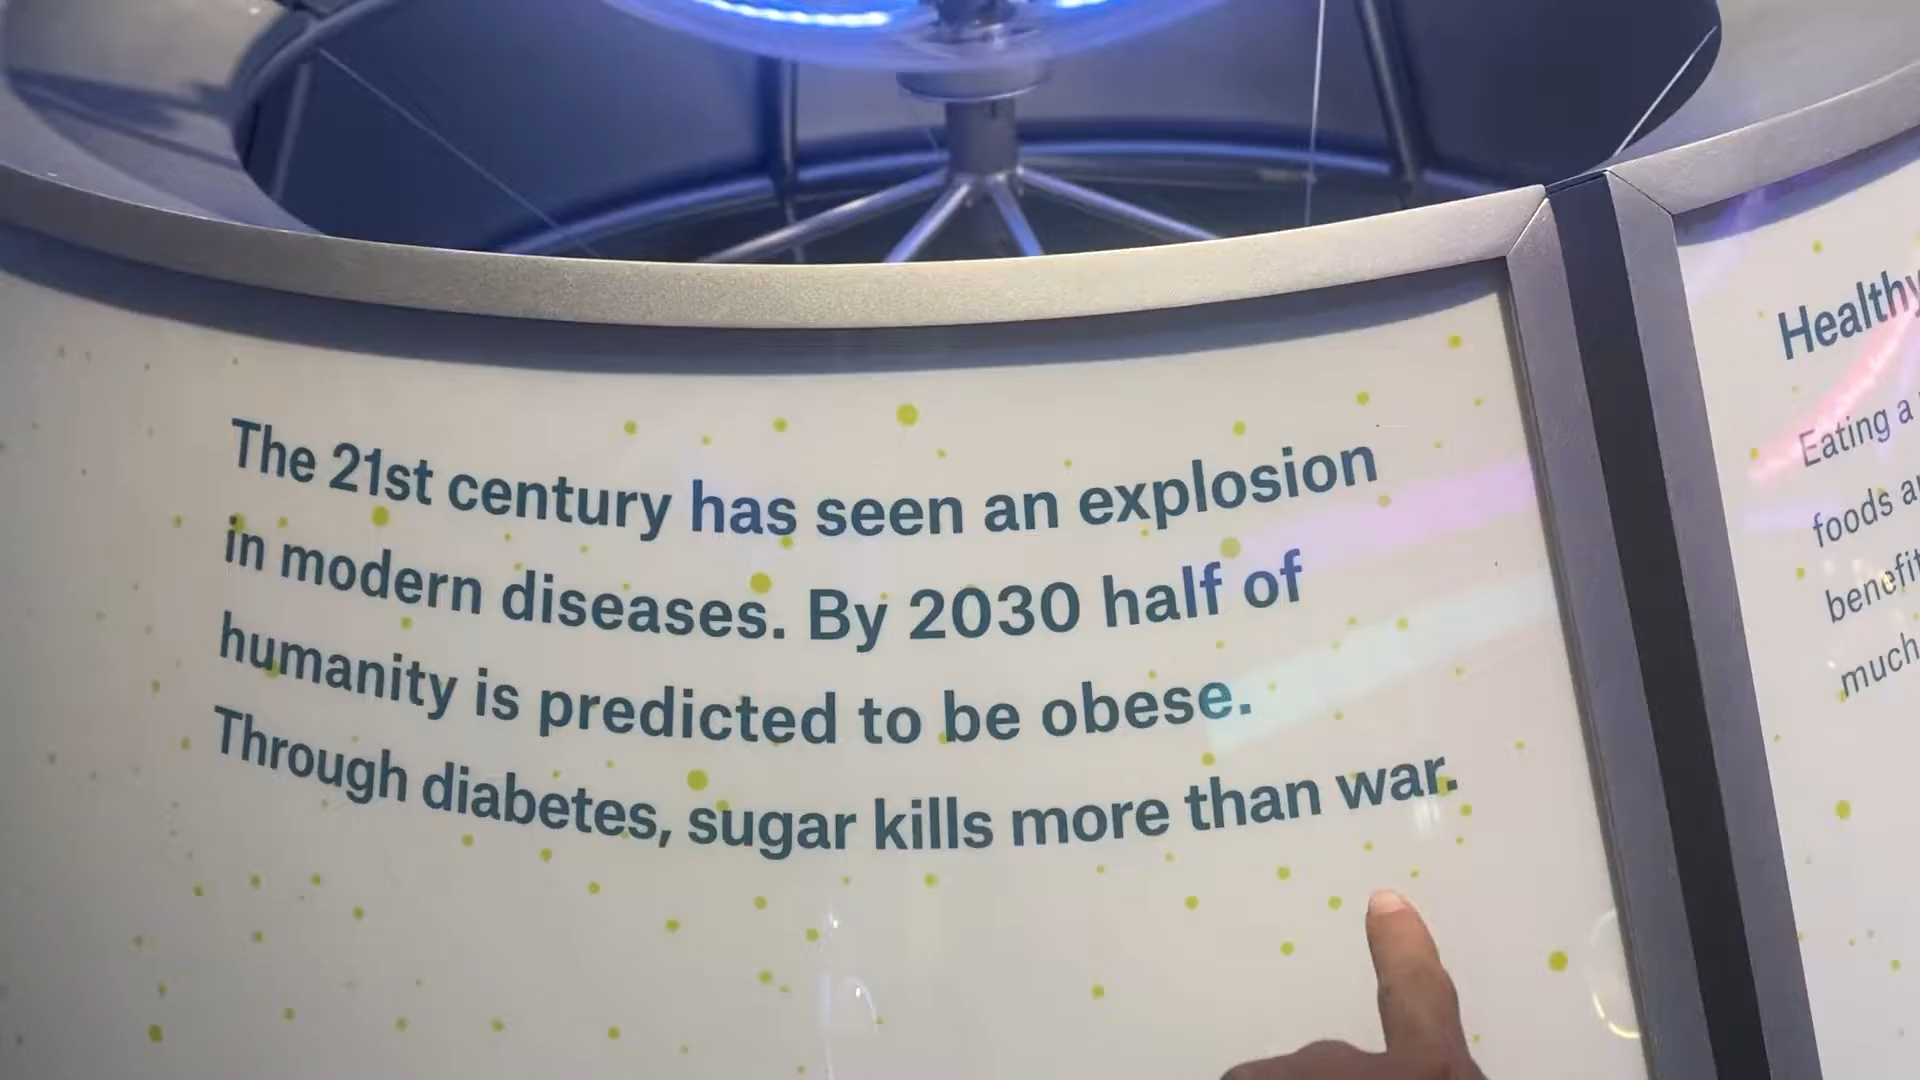 The 21st century has seen an explosion
in modern diseases. By 2030 half of
humanity is predicted to be obese.
Through diabetes, sugar kills more than war.
Healthy
Eating a
foods
benefit
much